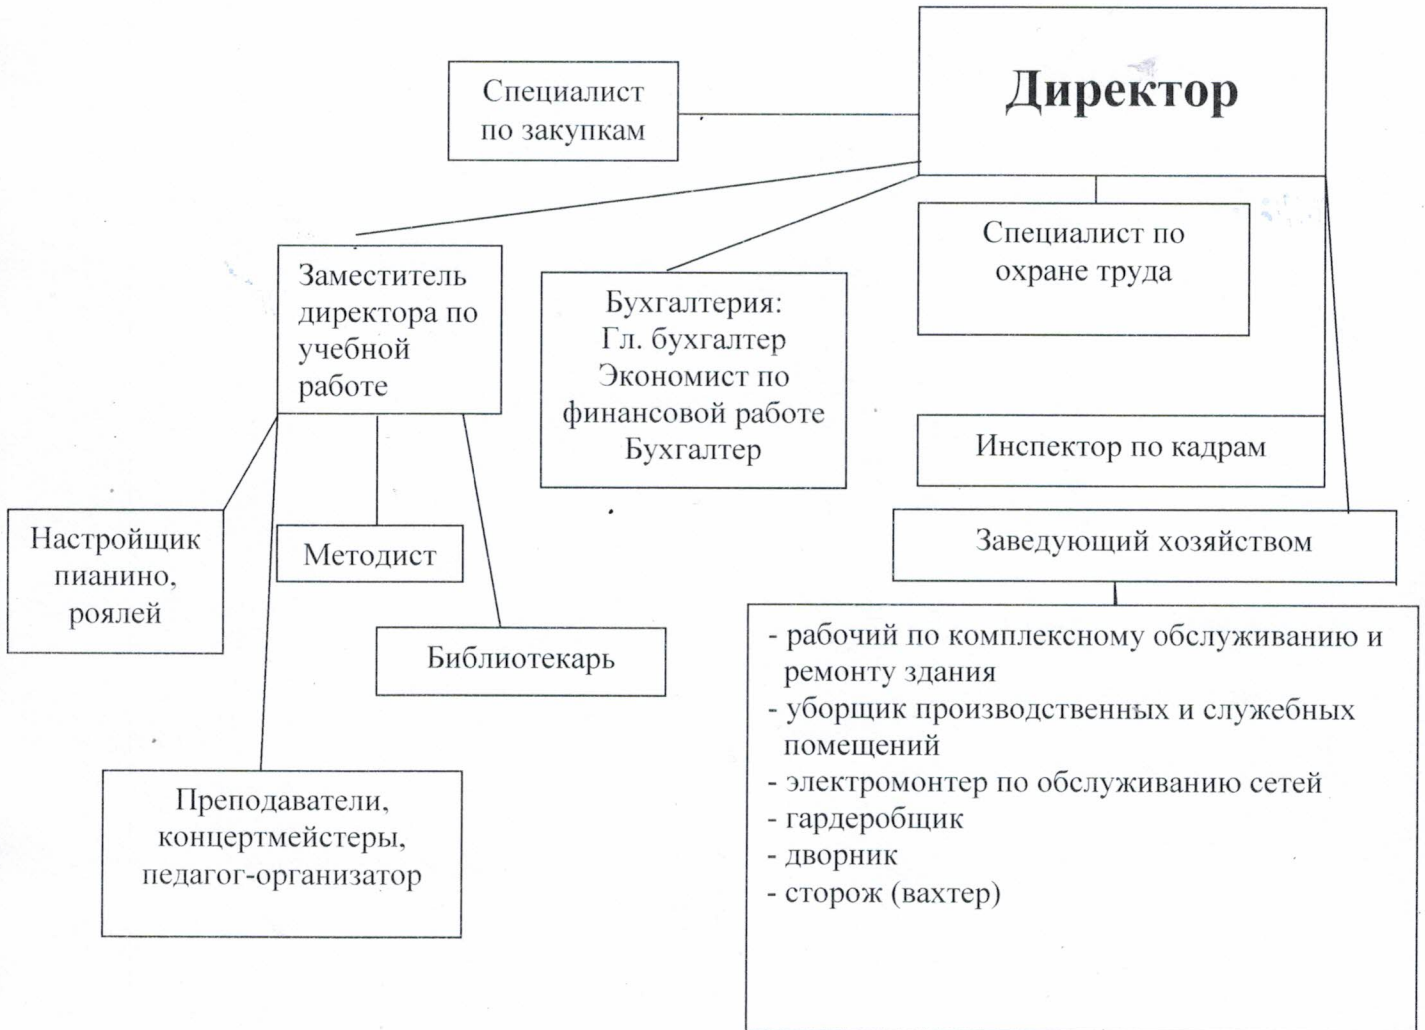 Директор
Специалист
по закупкам
Специалист по
охране труда
Заместитель
директора по
учебной
работе
Бухгалтерия:
Гл. бухгалтер
Экономист по
финансовой работе
Бухгалтер
Инспектор по кадрам
Заведующий хозяйством
Настройщик
пианино,
роялей
Методист
Библиотекарь
Преподаватели,
концертмейстеры,
педагог-организатор
- рабочий по комплексному обслуживанию и
ремонту здания
- уборщик производственных и служебных
помещений
- электромонтер по обслуживанию сетей
- гардеробщик
- дворник
- сторож (вахтер)